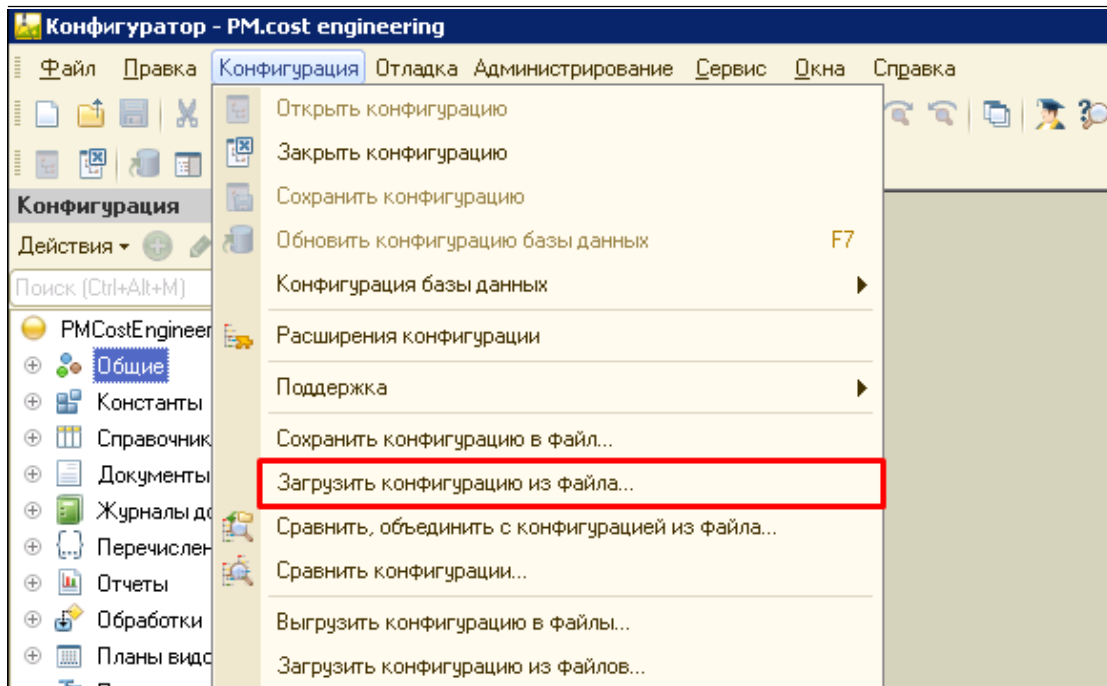 Конфигуратор - PM.cost engineering
Файл Правка Конфигурация Отладка Администрирование Сервис Окна Справка
Открыть конфигурацию
Закрыть конфигурацию
Сохранить конфигурацию
Обновить конфигурацию базы данных F7
Конфигурация базы данных
Расширения конфигурации
Поддержка
Сохранить конфигурацию в файл...
Загрузить конфигурацию из файла...
Сравнить, объединить с конфигурацией из файла...
Сравнить конфигурации...
Выгрузить конфигурацию в файлы...
Загрузить конфигурацию из файлов...
Конфигурация
Действия
Поиск (Ctrl+Alt+M)
PMCostEngineer
Общие
Константы
Справочник
Документы
Журналы до
Перечислен
Отчеты
Обработки
Планы видо